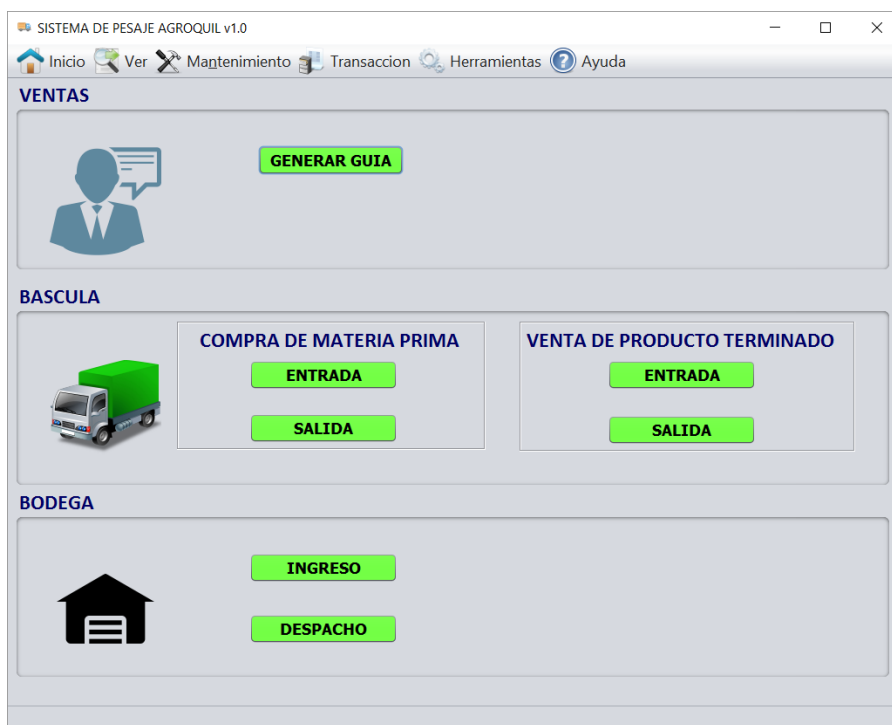 SISTEMA DE PESAJE AGROQUIL v1.0
Inicio Ver Mantenimiento Transaccion Herramientas Ayuda
VENTAS
GENERAR GUIA
BASCULA
COMPRA DE MATERIA PRIMA
ENTRADA
SALIDA
VENTA DE PRODUCTO TERMINADO
ENTRADA
SALIDA
BODEGA
INGRESO
DESPACHO